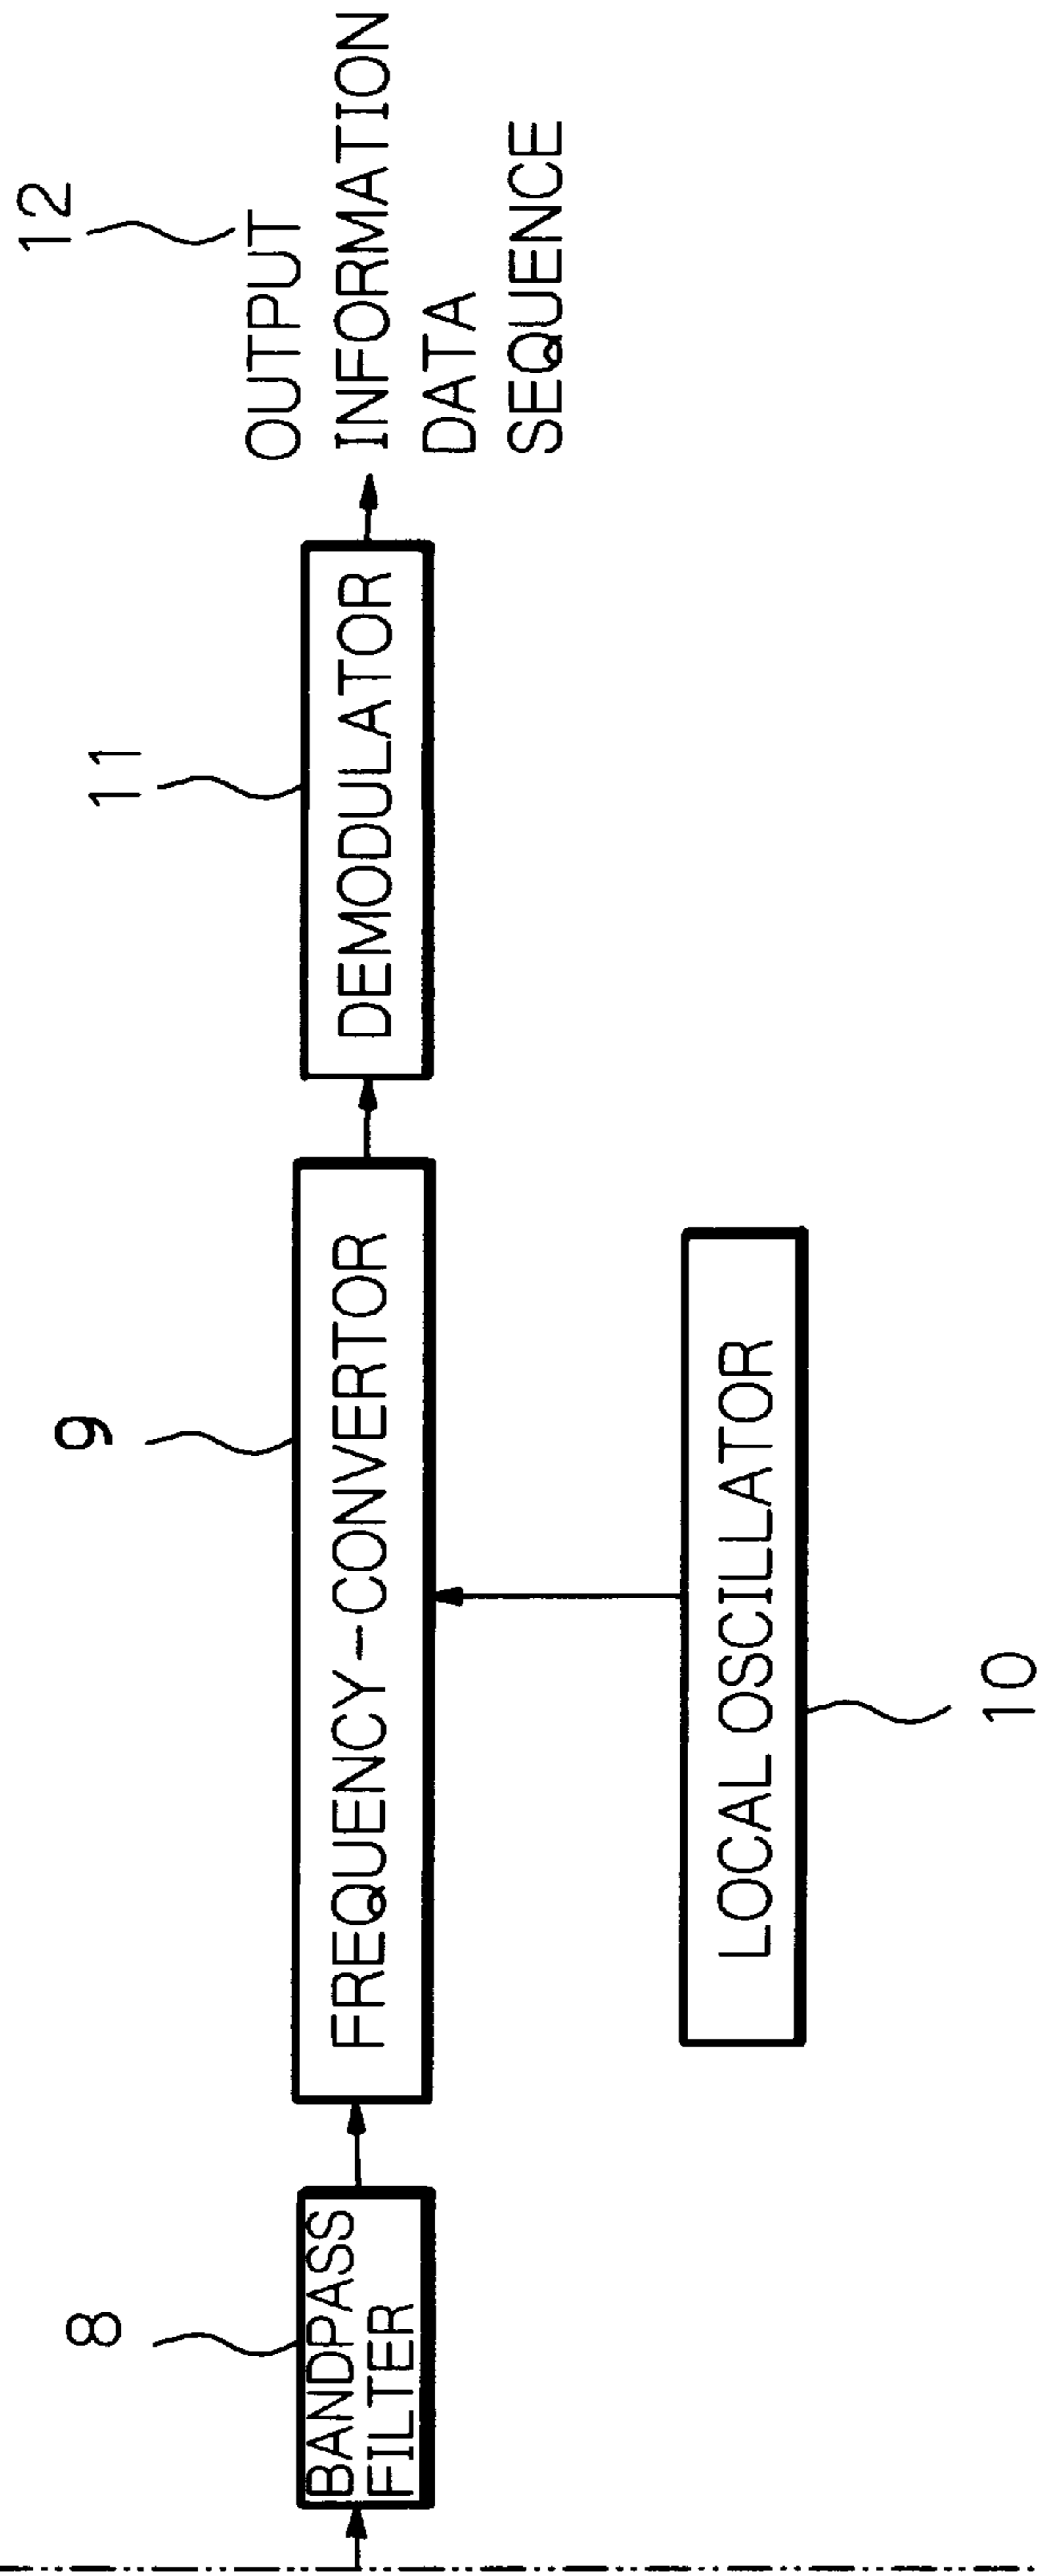 8
BANDPASS
FILTER
9
FREQUENCY-CONVERTOR
LOCAL OSCILLATOR
10
11
DEMODULATOR
12
OUTPUT
INFORMATION
DATA
SEQUENCE